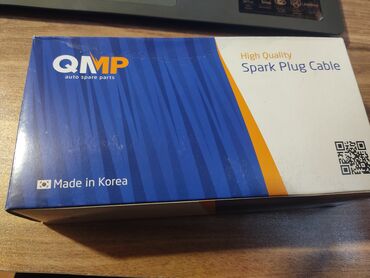 QMP
auto spare parts
High Quality
Spark Plug Cable
Made in Korea